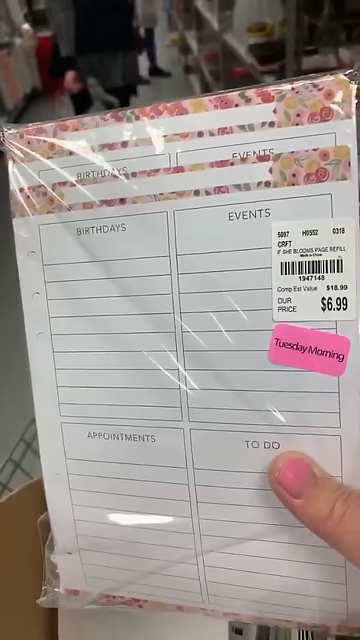 BIRTHDAYS EVENTS
BIRTHDAYS EVENTS
5097 H0552 0318
CRFT
IF SHE BLOOMS PAGE REFILL
Made in China
1947148
Comp Est Value $18.99
OUR PRICE $6.99
Tuesday Morning
APPOINTMENTS TO DO